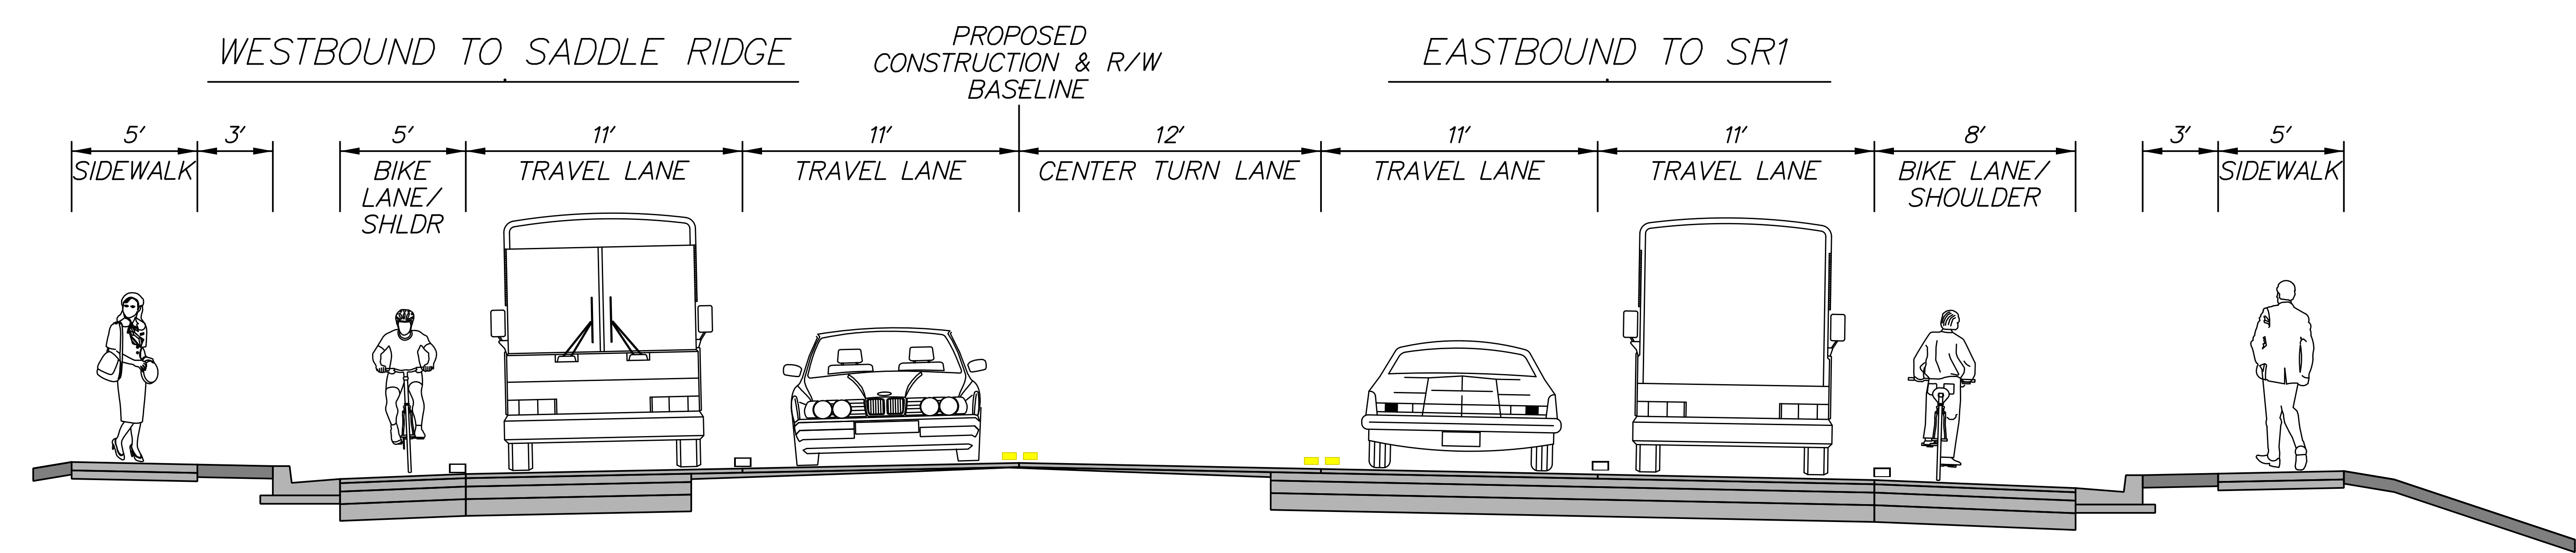 WESTBOUND TO SADDLE RIDGE
PROPOSED
CONSTRUCTION & R/W
BASELINE
EASTBOUND TO SR1
5' 3' 5' 11' 11' 12' 11' 11' 8' 3' 5'
SIDEWALK
BIKE
LANE/
SHLDR
TRAVEL LANE
TRAVEL LANE
CENTER TURN LANE
TRAVEL LANE
TRAVEL LANE
BIKE LANE/
SHOULDER
SIDEWALK